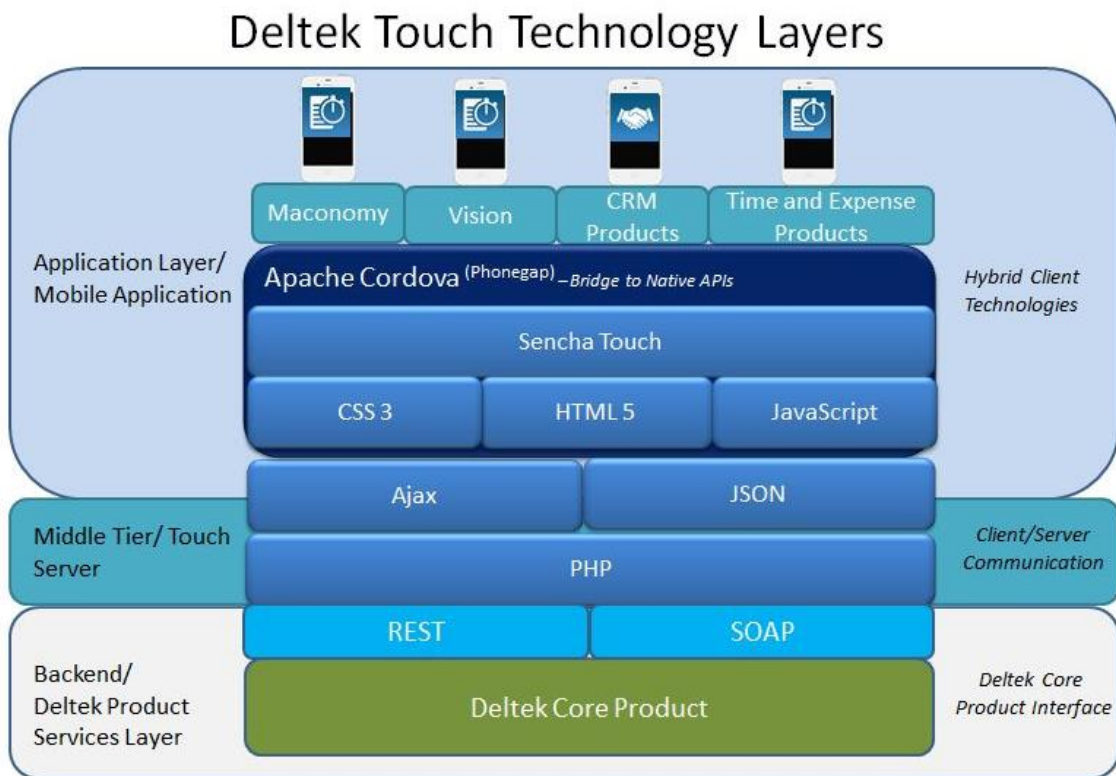 Deltek Touch Technology Layers
Maconomy
Vision
CRM
Products
Time and Expense
Products
Application Layer/
Mobile Application
Apache Cordova (Phonegap) – Bridge to Native APIs
Hybrid Client
Technologies
Sencha Touch
CSS 3
HTML 5
JavaScript
Ajax
JSON
Middle Tier/ Touch
Server
PHP
Client/Server
Communication
REST
SOAP
Backend/
Deltek Product
Services Layer
Deltek Core Product
Deltek Core
Product Interface